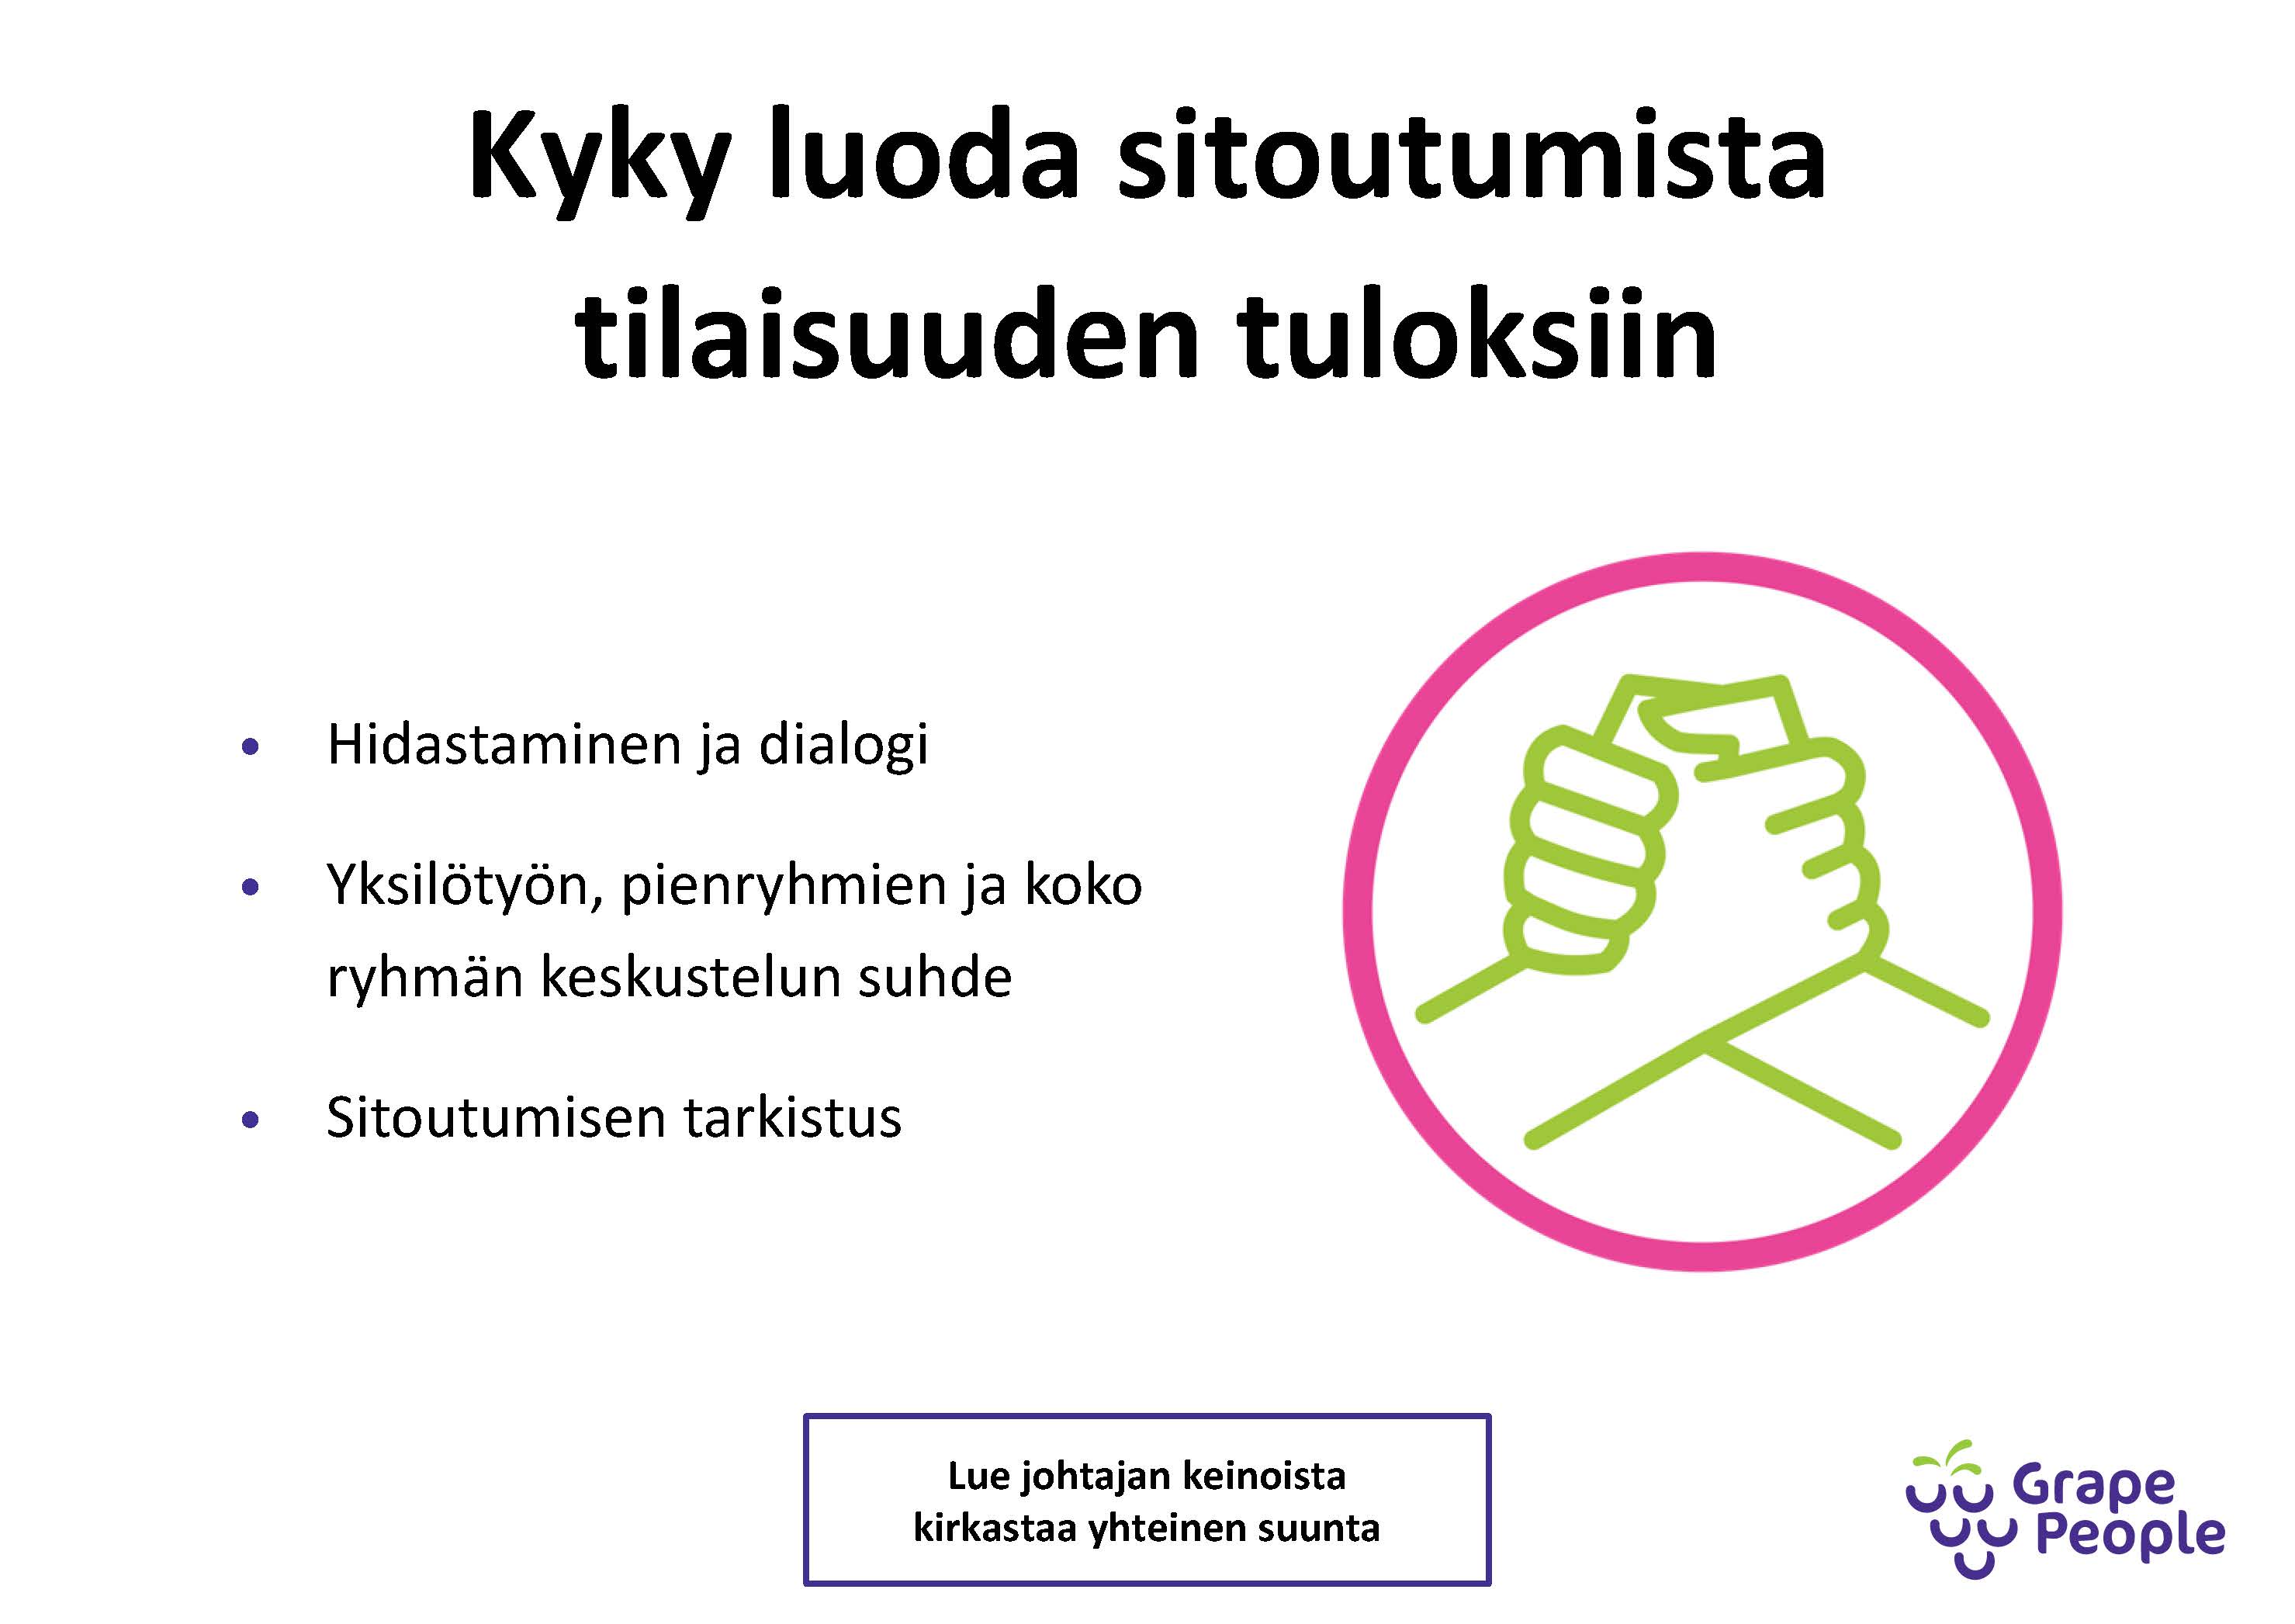 Kyky luoda sitoutumista
tilaisuuden tuloksiin
• Hidastaminen ja dialogi
• Yksilötyön, pienryhmien ja koko
ryhmän keskustelun suhde
• Sitoutumisen tarkistus
Lue johtajan keinoista
kirkastaa yhteinen suunta
Grape
People